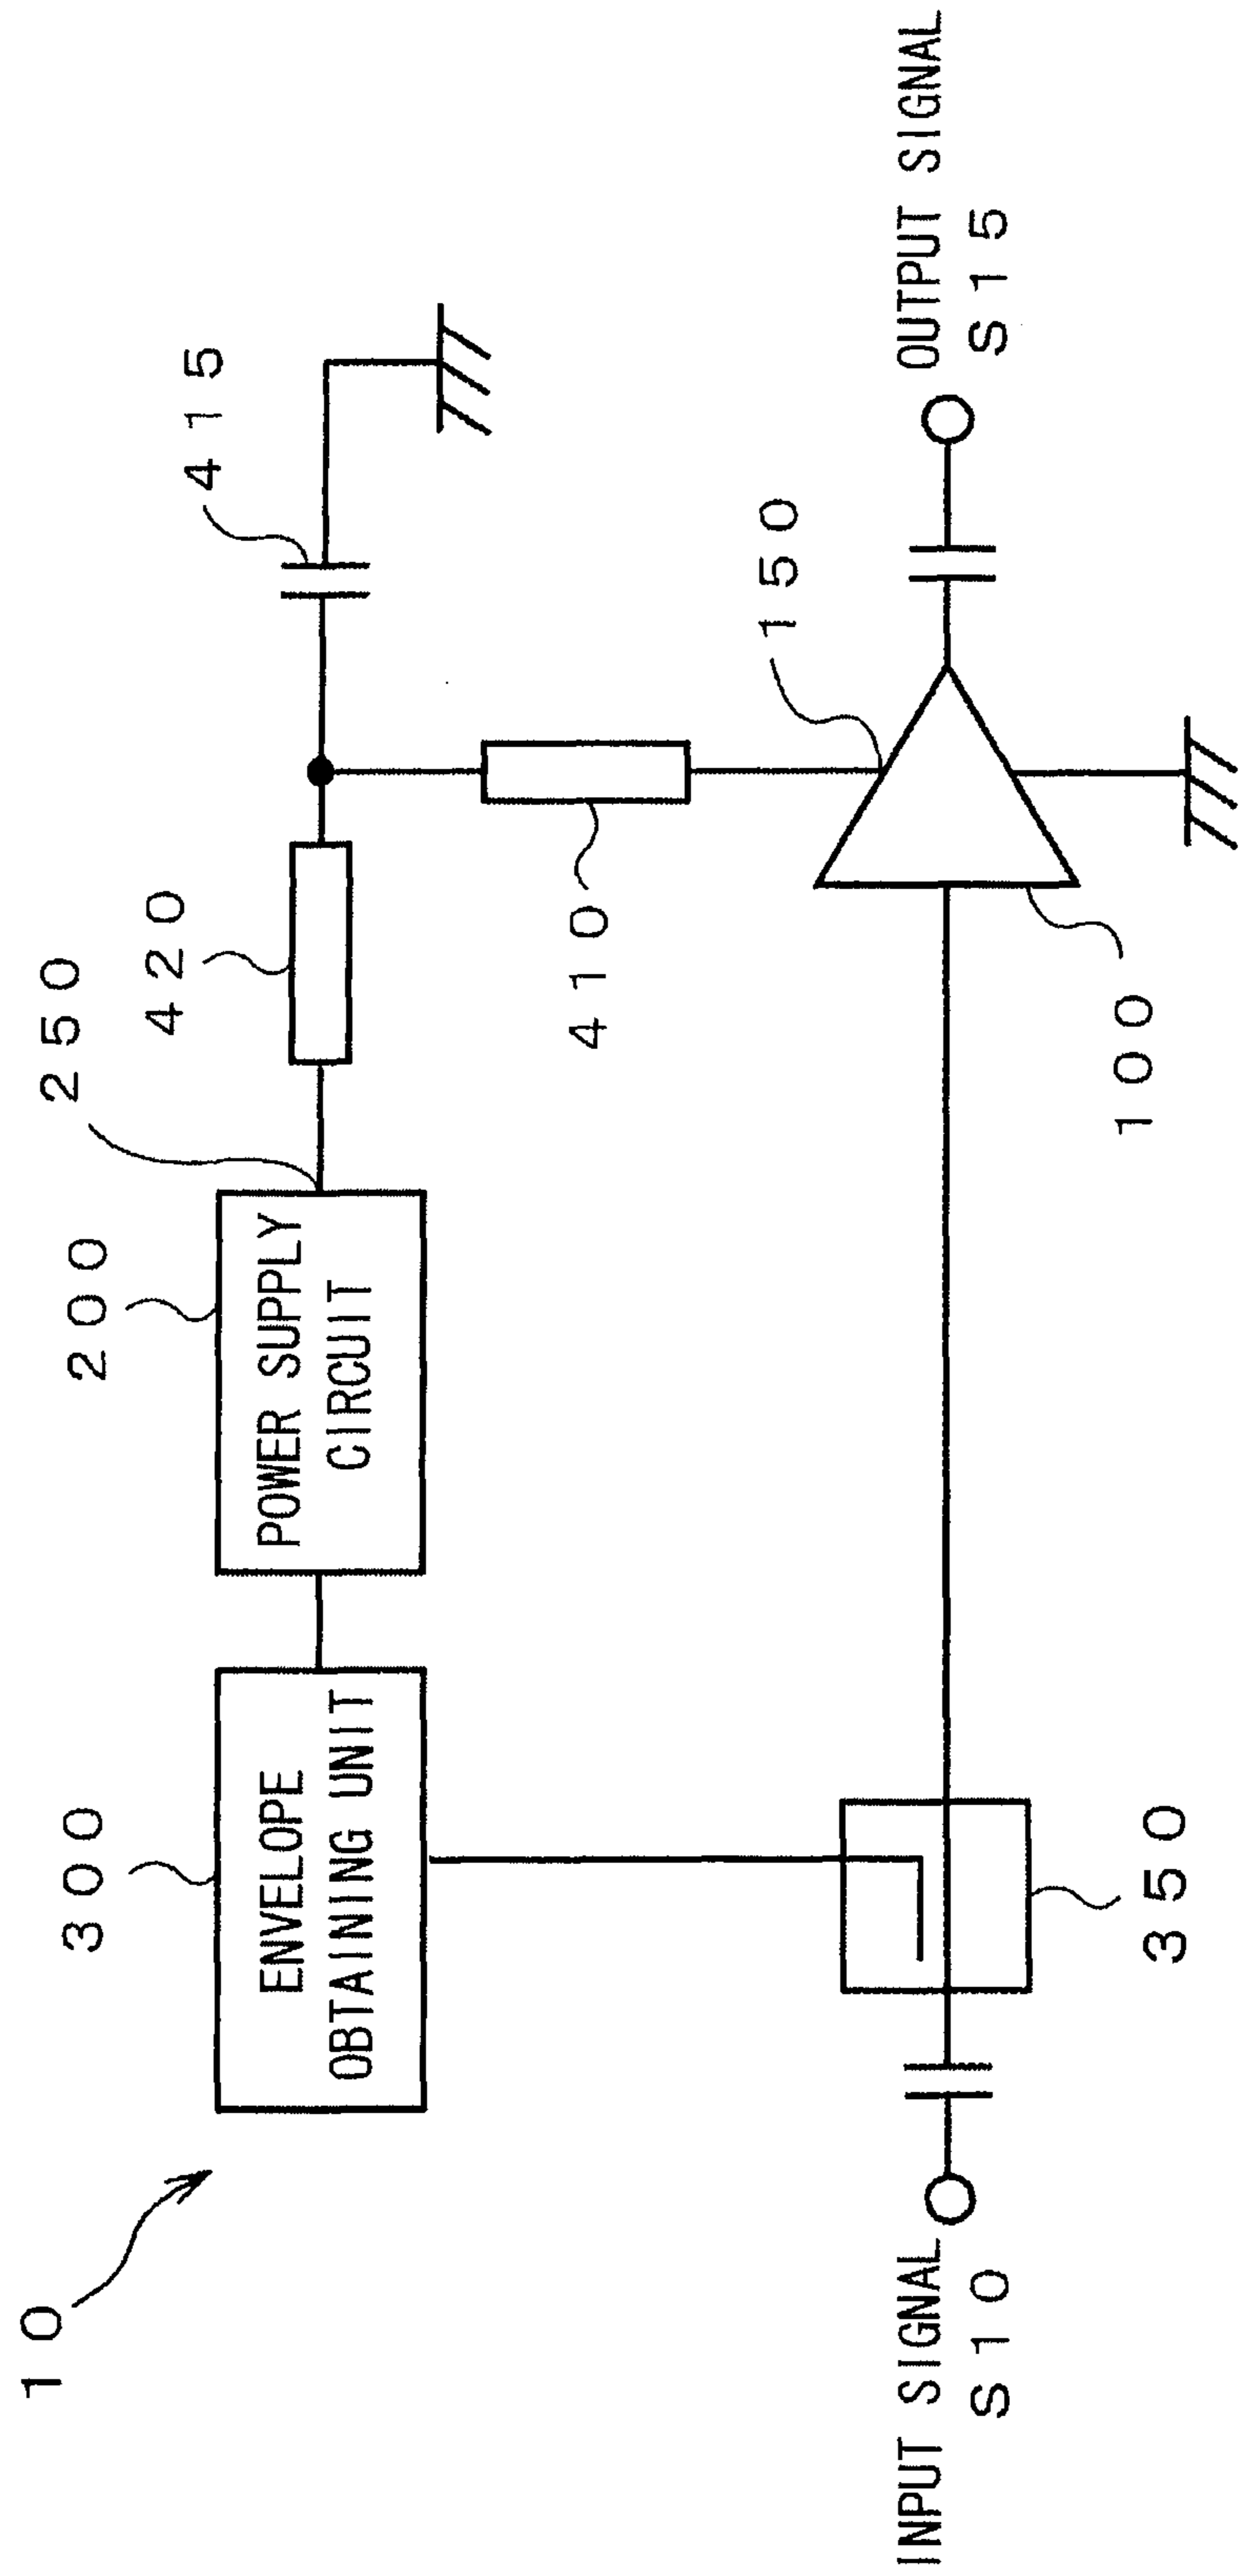 10
300
ENVELOPE
OBTAINING UNIT
200
POWER SUPPLY
CIRCUIT
250
420
415
410
150
INPUT SIGNAL
S10
350
100
OUTPUT SIGNAL
S15